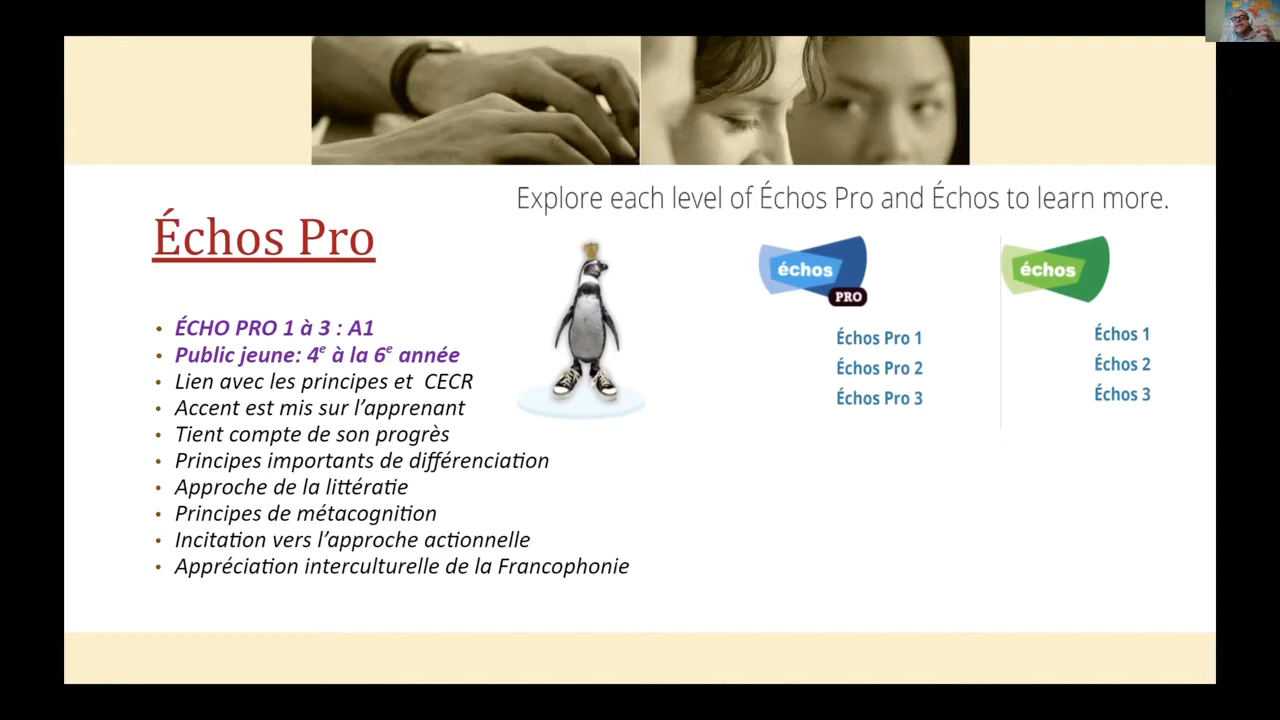 Explore each level of Échos Pro and Échos to learn more.
Échos Pro
• ÉCHO PRO 1 à 3 : A1
• Public jeune: 4e à la 6e année
• Lien avec les principes et CECR
• Accent est mis sur l’apprenant
• Tient compte de son progrès
• Principes importants de différenciation
• Approche de la littératie
• Principes de métacognition
• Incitation vers l’approche actionnelle
• Appréciation interculturelle de la Francophonie
échos
PRO
Échos Pro 1
Échos Pro 2
Échos Pro 3
échos
Échos 1
Échos 2
Échos 3